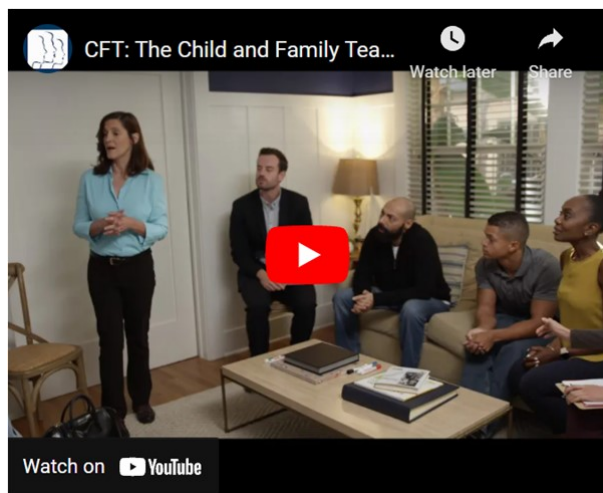 CFT: The Child and Family Tea...
Watch later
Share
Watch on YouTube